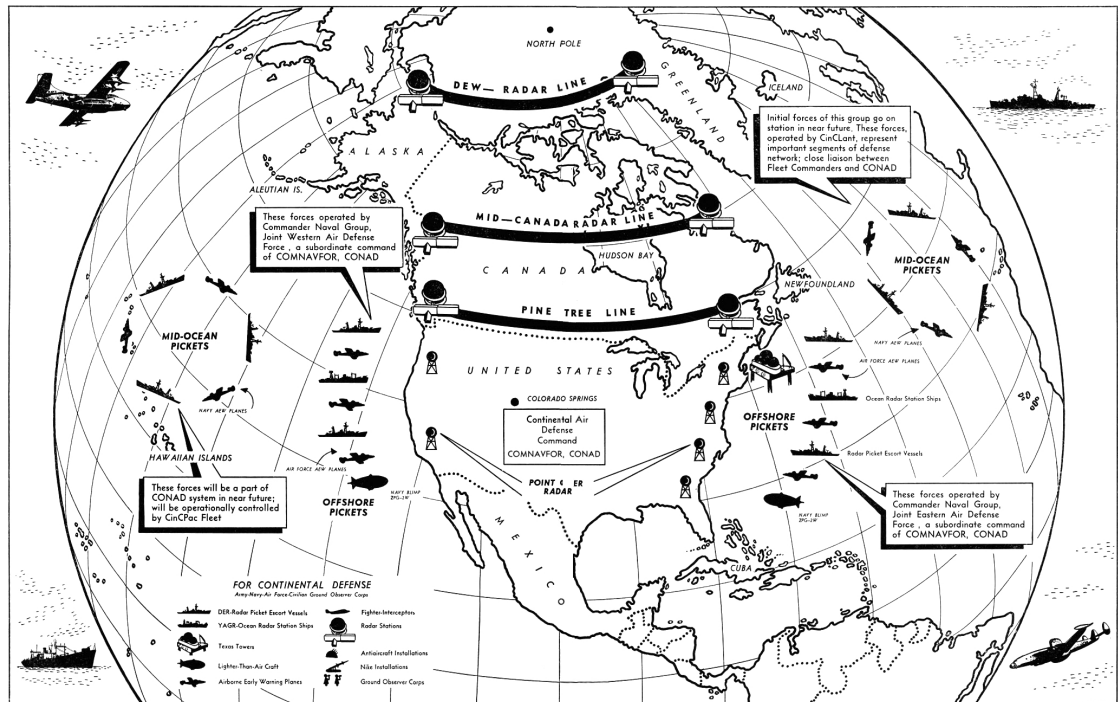 NORTH POLE
DEW— RADAR LINE
GREENLAND
ICELAND
Initial forces of this group go on
station in near future. These forces,
operated by CinCLant, represent
important segments of defense
network; close liaison between
Fleet Commanders and CONAD
ALASKA
ALEUTIAN IS.
These forces operated by
Commander Naval Group,
Joint Western Air Defense
Force , a subordinate command
of COMNAVFOR, CONAD
MID—CANADA RADAR LINE
HUDSON BAY
CANADA
MID-OCEAN
PICKETS
NEWFOUNDLAND
PINE TREE LINE
MID-OCEAN
PICKETS
NAVY AEW PLANES
AIR FORCE AEW PLANES
UNITED STATES
NAVY AEW PLANES
COLORADO SPRINGS
Ocean Radar Station Ships
Continental Air
Defense
Command
COMNAVFOR, CONAD
OFFSHORE
PICKETS
HAWAIIAN ISLANDS
AIR FORCE AEW PLANES
Radar Picket Escort Vessels
These forces will be a part of
CONAD system in near future;
will be operationally controlled
by CinCPac Fleet
OFFSHORE
PICKETS
NAVY BLIMP
ZPG-2W
POINT ER
RADAR
These forces operated by
Commander Naval Group,
Joint Eastern Air Defense
Force , a subordinate command
of COMNAVFOR, CONAD
NAVY BLIMP
ZPG-2W
MEXICO
CUBA
FOR CONTINENTAL DEFENSE
Army-Navy-Air Force-Civilian Ground Observer Corps
DER-Radar Picket Escort Vessels
YAGR-Ocean Radar Station Ships
Texas Towers
Lighter-Than-Air Craft
Airborne Early Warning Planes
Fighter-Interceptors
Radar Stations
Antiaircraft Installations
Nike Installations
Ground Observer Corps